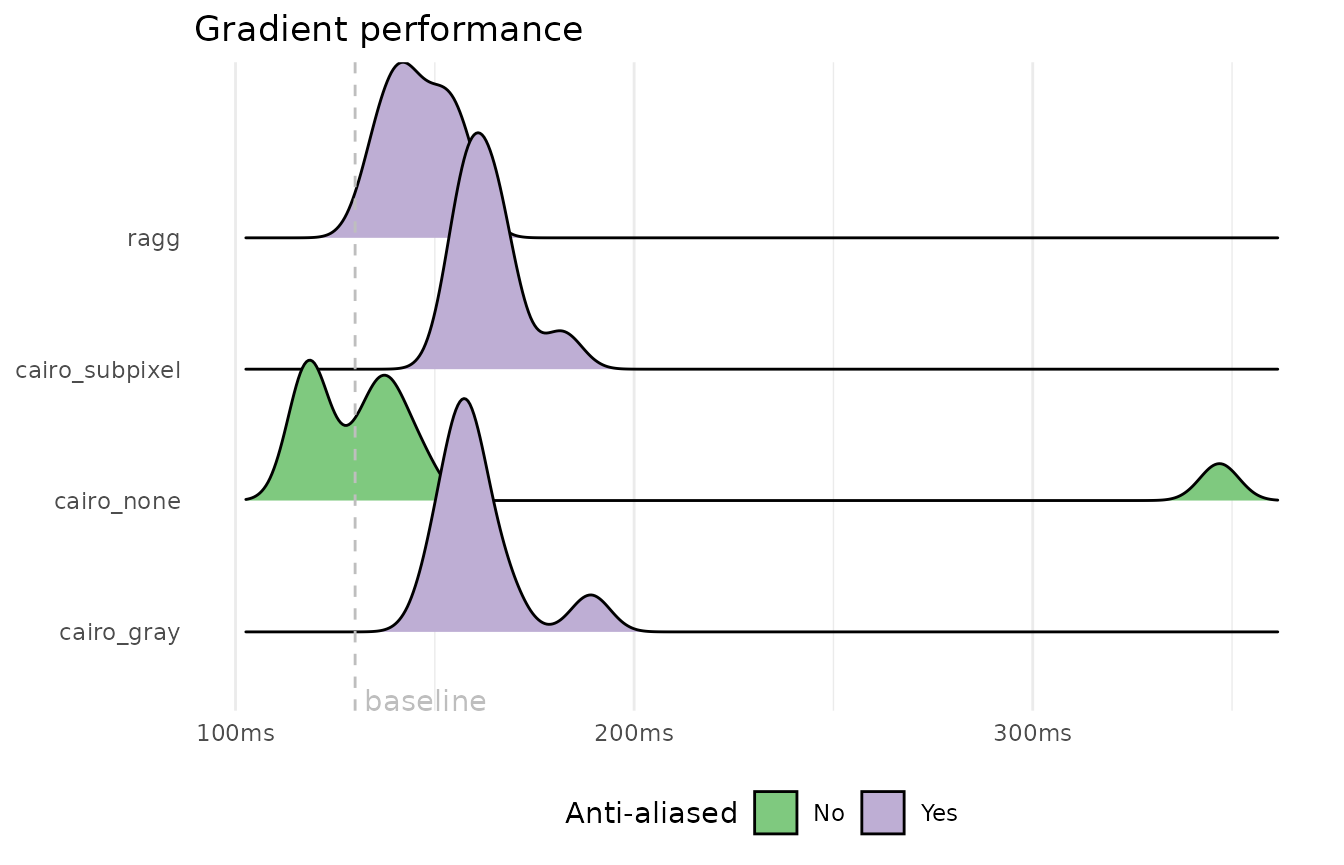 Gradient performance
ragg
cairo_subpixel
cairo_none
cairo_gray
baseline
100ms 200ms 300ms
Anti-aliased No Yes